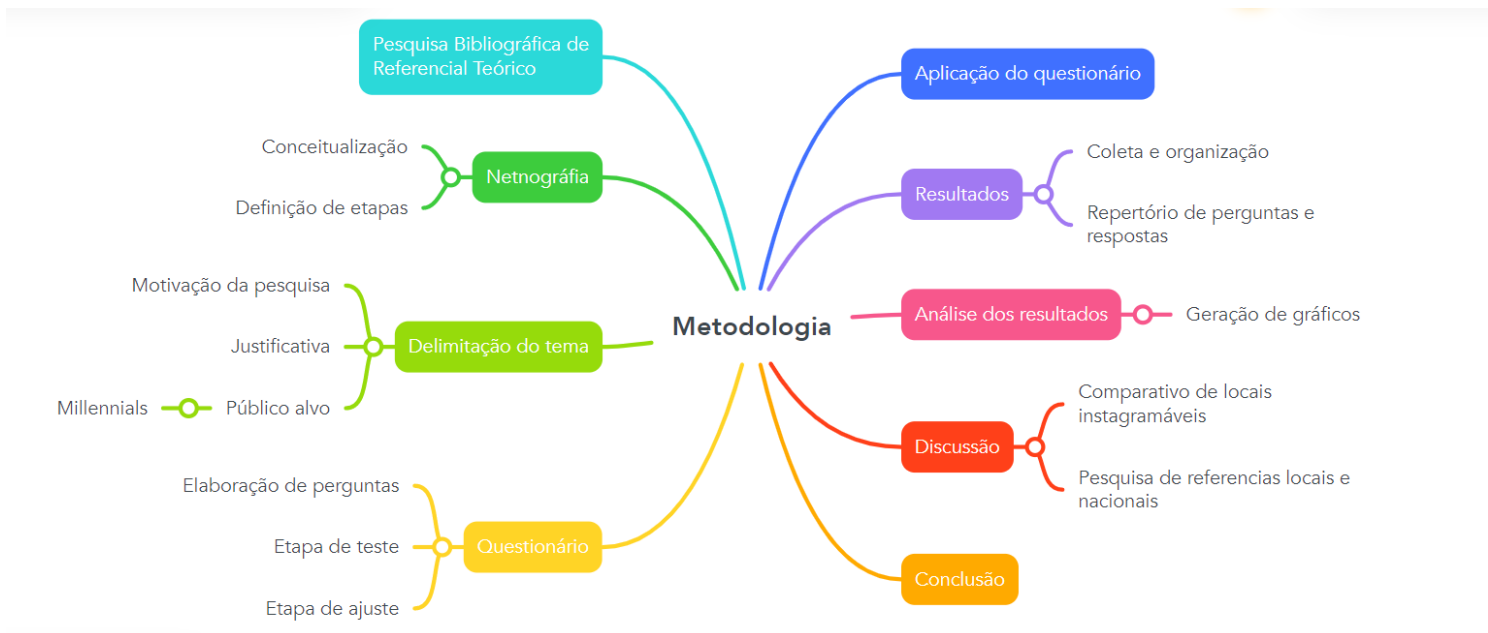 Pesquisa Bibliográfica de
Referencial Teórico
Conceitualização
Netnográfia
Definição de etapas
Motivação da pesquisa
Justificativa
Delimitação do tema
Millennials
Público alvo
Elaboração de perguntas
Etapa de teste
Questionário
Etapa de ajuste
Metodologia
Aplicação do questionário
Resultados
Coleta e organização
Repertório de perguntas e
respostas
Análise dos resultados
Geração de gráficos
Discussão
Comparativo de locais
instagramáveis
Pesquisa de referencias locais e
nacionais
Conclusão